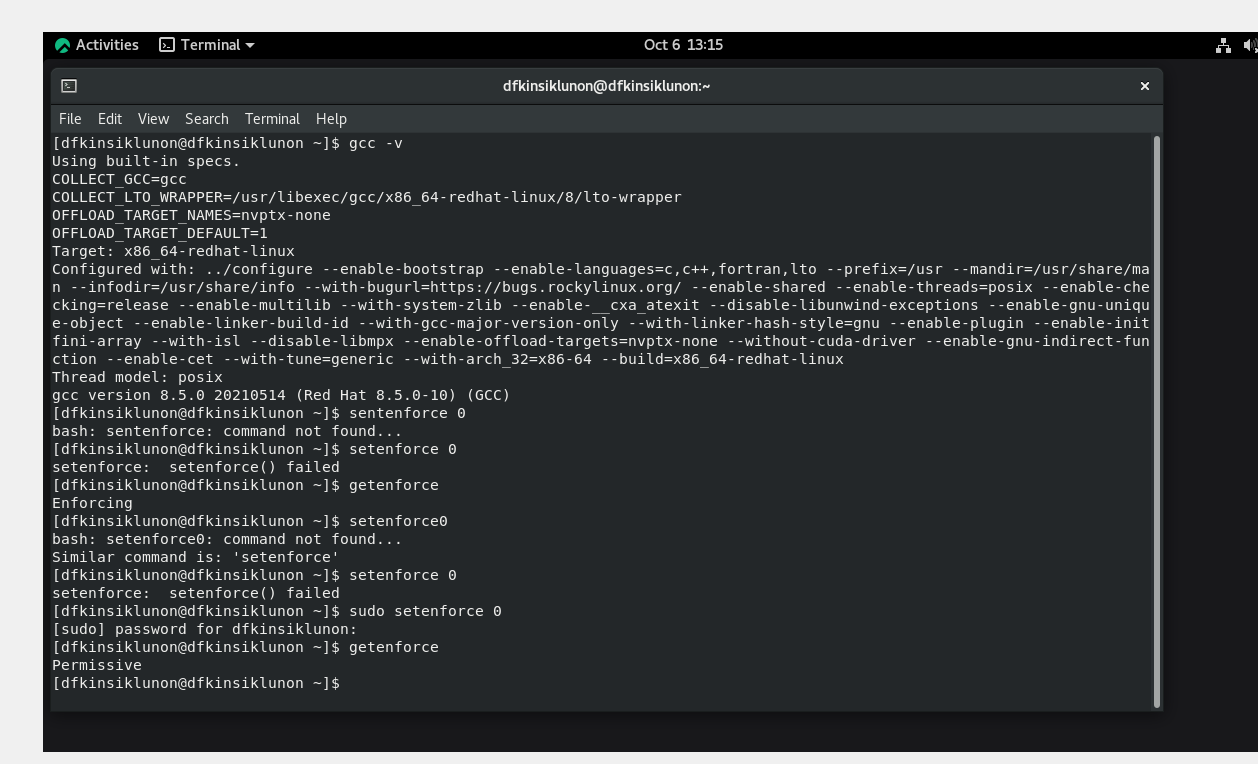 Activities Terminal Oct 6 13:15
dfkinsiklunon@dfkinsiklunon:~
File Edit View Search Terminal Help
[dfkinsiklunon@dfkinsiklunon ~]$ gcc -v
Using built-in specs.
COLLECT_GCC=gcc
COLLECT_LTO_WRAPPER=/usr/libexec/gcc/x86_64-redhat-linux/8/lto-wrapper
OFFLOAD_TARGET_NAMES=nvptx-none
OFFLOAD_TARGET_DEFAULT=1
Target: x86_64-redhat-linux
Configured with: ../configure --enable-bootstrap --enable-languages=c,c++,fortran,lto --prefix=/usr --mandir=/usr/share/ma
n --infodir=/usr/share/info --with-bugurl=https://bugs.rockylinux.org/ --enable-shared --enable-threads=posix --enable-che
cking=release --enable-multilib --with-system-zlib --enable-__cxa_atexit --disable-libunwind-exceptions --enable-gnu-uniqu
e-object --enable-linker-build-id --with-gcc-major-version-only --with-linker-hash-style=gnu --enable-plugin --enable-init
fini-array --with-isl --disable-libmpx --enable-offload-targets=nvptx-none --without-cuda-driver --enable-gnu-indirect-fun
ction --enable-cet --with-tune=generic --with-arch_32=x86-64 --build=x86_64-redhat-linux
Thread model: posix
gcc version 8.5.0 20210514 (Red Hat 8.5.0-10) (GCC)
[dfkinsiklunon@dfkinsiklunon ~]$ sentenforce 0
bash: sentenforce: command not found...
[dfkinsiklunon@dfkinsiklunon ~]$ setenforce 0
setenforce:  setenforce() failed
[dfkinsiklunon@dfkinsiklunon ~]$ getenforce
Enforcing
[dfkinsiklunon@dfkinsiklunon ~]$ setenforce0
bash: setenforce0: command not found...
Similar command is: 'setenforce'
[dfkinsiklunon@dfkinsiklunon ~]$ setenforce 0
setenforce:  setenforce() failed
[dfkinsiklunon@dfkinsiklunon ~]$ sudo setenforce 0
[sudo] password for dfkinsiklunon:
[dfkinsiklunon@dfkinsiklunon ~]$ getenforce
Permissive
[dfkinsiklunon@dfkinsiklunon ~]$